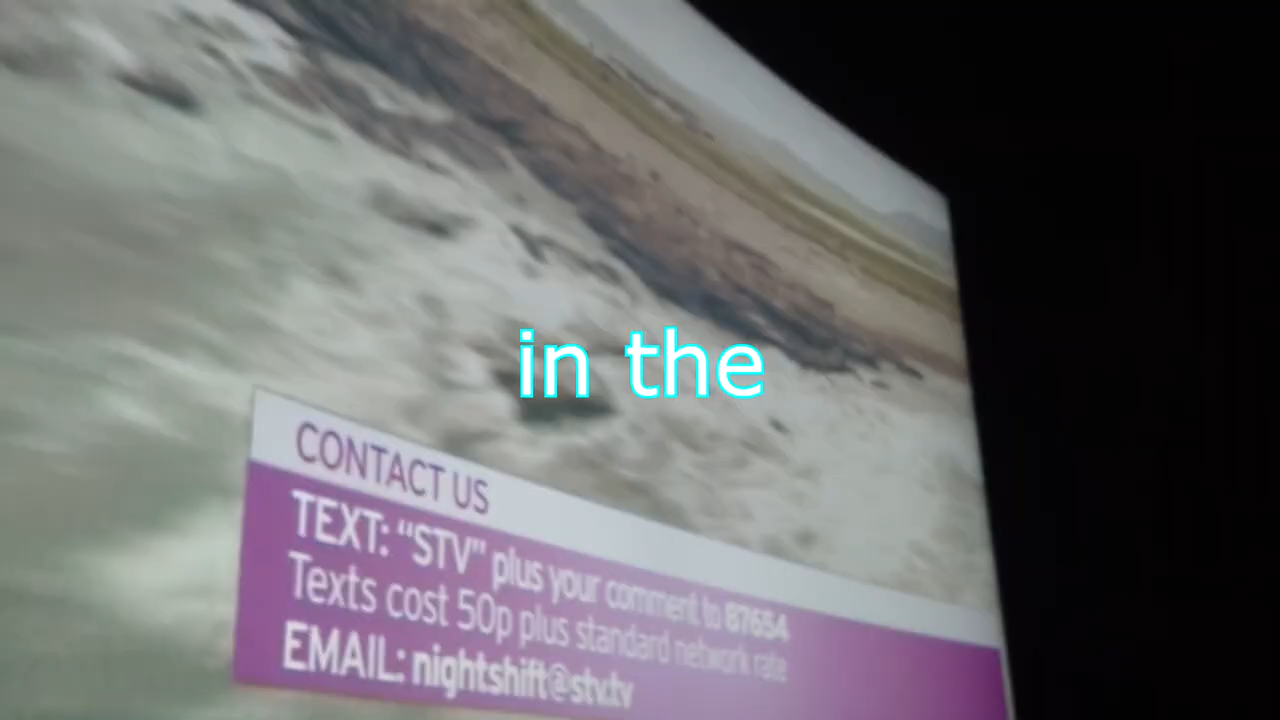 in the
CONTACT US
TEXT: “STV” plus your comment to 87654
Texts cost 50p plus standard network rate
EMAIL: nightshift@stv.tv